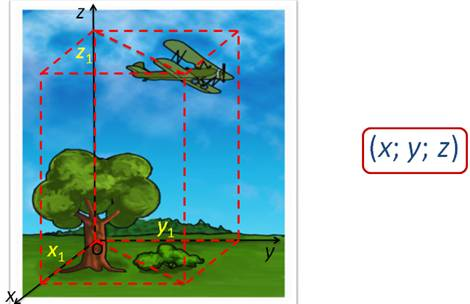 z
z₁
(x; y; z)
y₁
x₁
O
y
x